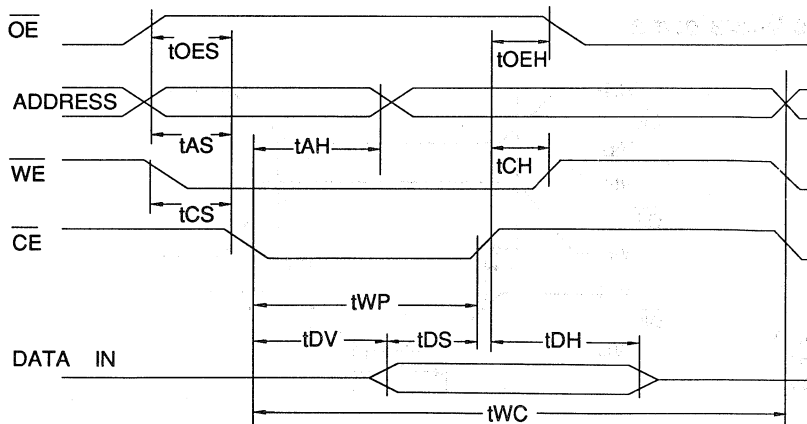 OE
tOES
tOEH
ADDRESS
tAS
tAH
WE
tCH
tCS
CE
tWP
tDV
tDS
tDH
DATA IN
tWC